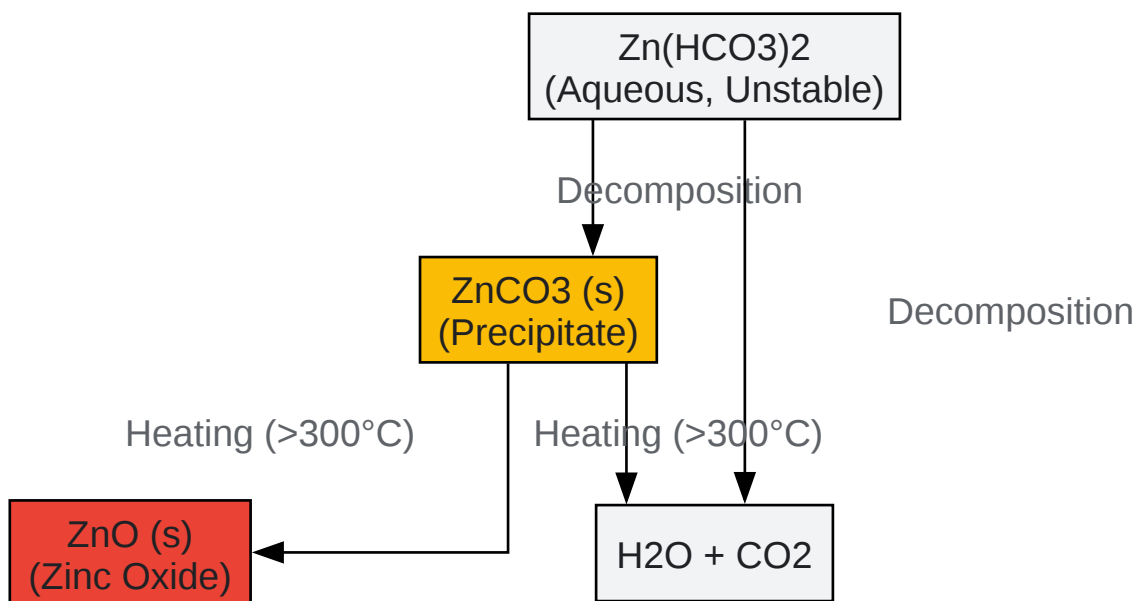 Zn(HCO3)2
(Aqueous, Unstable)
Decomposition
ZnCO3 (s)
(Precipitate)
Decomposition
Heating (>300°C)
Heating (>300°C)
ZnO (s)
(Zinc Oxide)
H2O + CO2